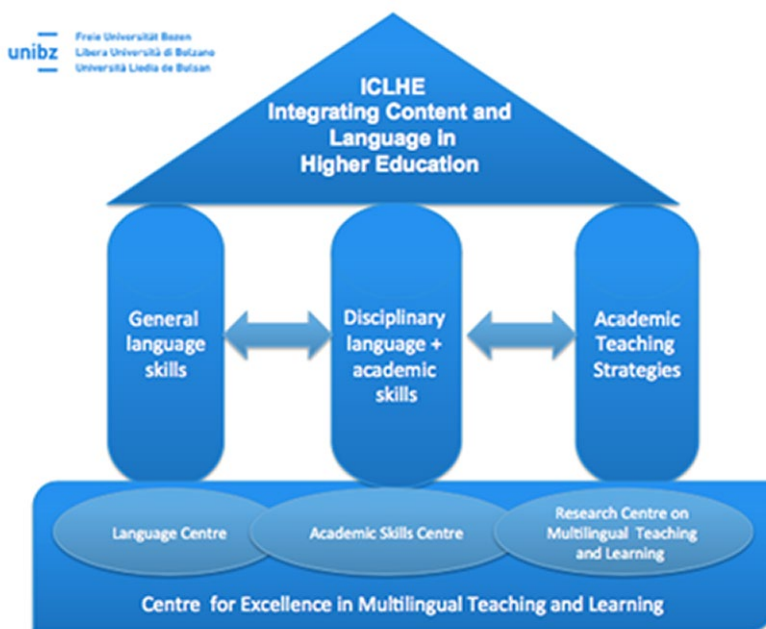 unibz
Freie Universität Bozen
Libera Università di Bolzano
Università Liedia de Bulsan
ICLHE
Integrating Content and
Language in
Higher Education
General
language
skills
Disciplinary
language +
academic
skills
Academic
Teaching
Strategies
Language Centre
Academic Skills Centre
Research Centre on
Multilingual Teaching
and Learning
Centre for Excellence in Multilingual Teaching and Learning